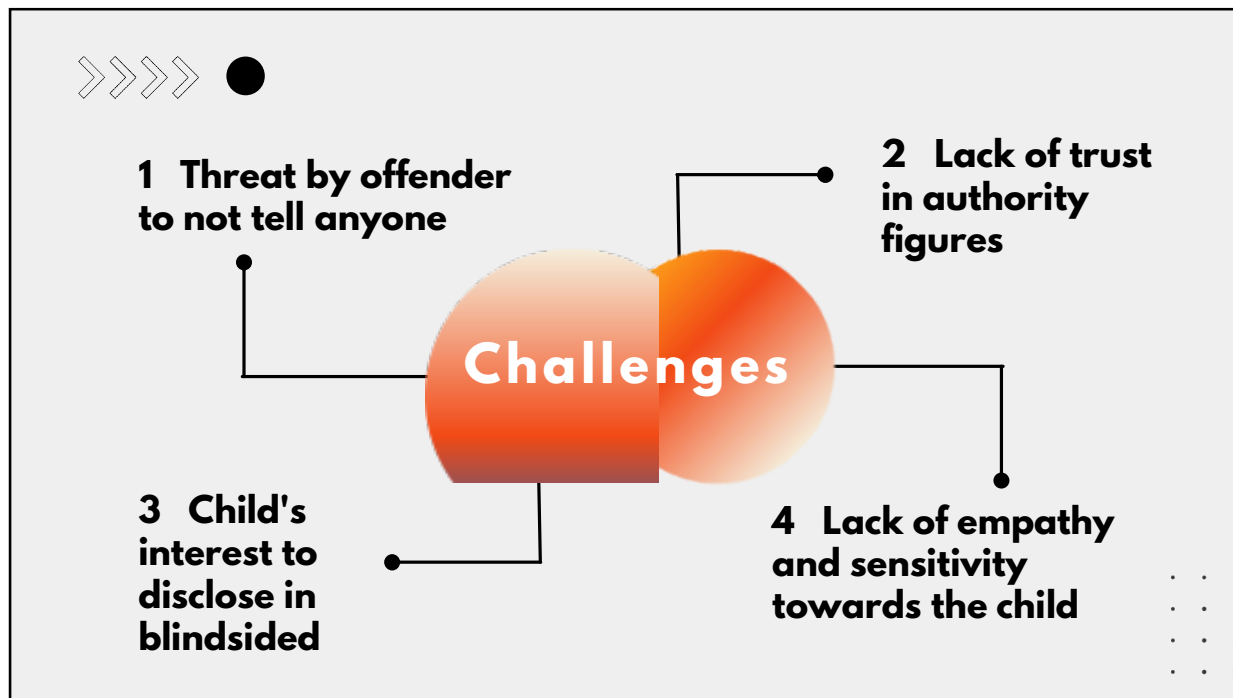 1 Threat by offender
to not tell anyone
2 Lack of trust
in authority
figures
Challenges
3 Child's
interest to
disclose in
blindsided
4 Lack of empathy
and sensitivity
towards the child